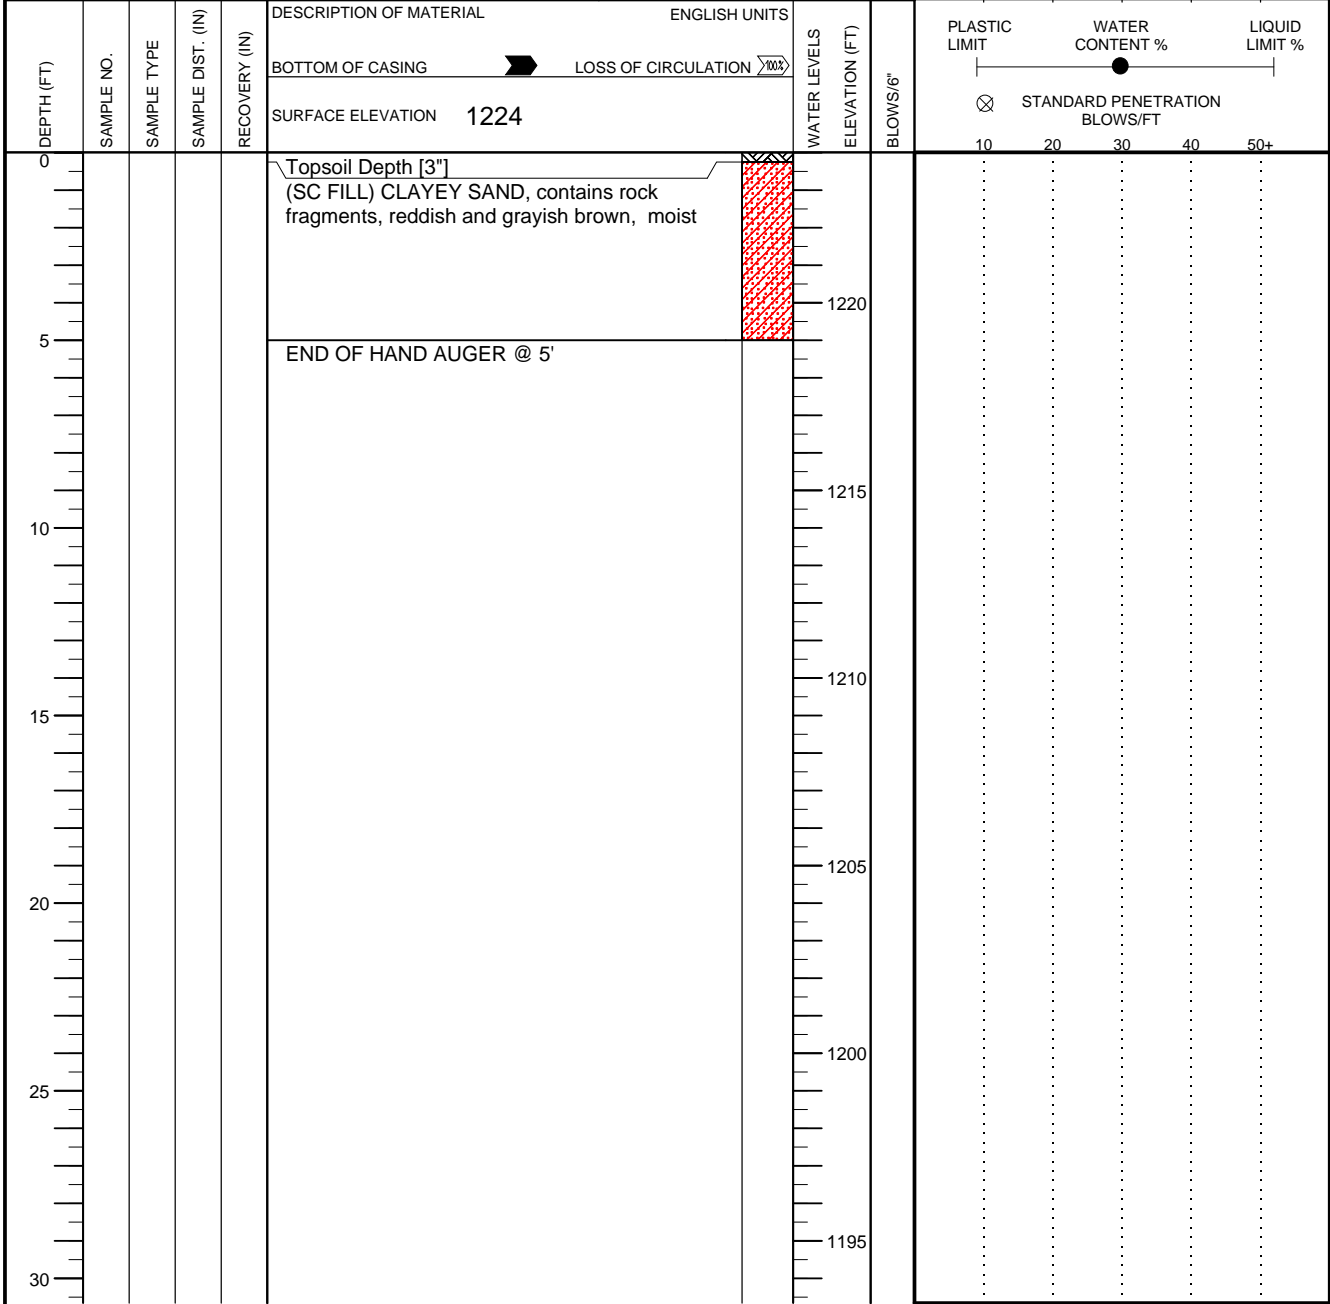 DEPTH (FT)
SAMPLE NO.
SAMPLE TYPE
SAMPLE DIST. (IN)
RECOVERY (IN)
DESCRIPTION OF MATERIAL ENGLISH UNITS
BOTTOM OF CASING LOSS OF CIRCULATION 100%
SURFACE ELEVATION 1224
WATER LEVELS
ELEVATION (FT)
BLOWS/6"
PLASTIC LIMIT
WATER CONTENT %
LIQUID LIMIT %
STANDARD PENETRATION
BLOWS/FT
10 20 30 40 50+
0
Topsoil Depth [3"]
(SC FILL) CLAYEY SAND, contains rock
fragments, reddish and grayish brown, moist
1220
5
END OF HAND AUGER @ 5'
1215
10
1210
15
1205
20
1200
25
1195
30